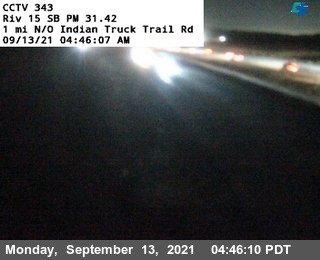 CCTV 343
Riv 15 SB PM 31.42
1 mi N/O Indian Truck Trail Rd
09/13/21 04:46:07 AM
Monday, September 13, 2021 04:46:10 PDT